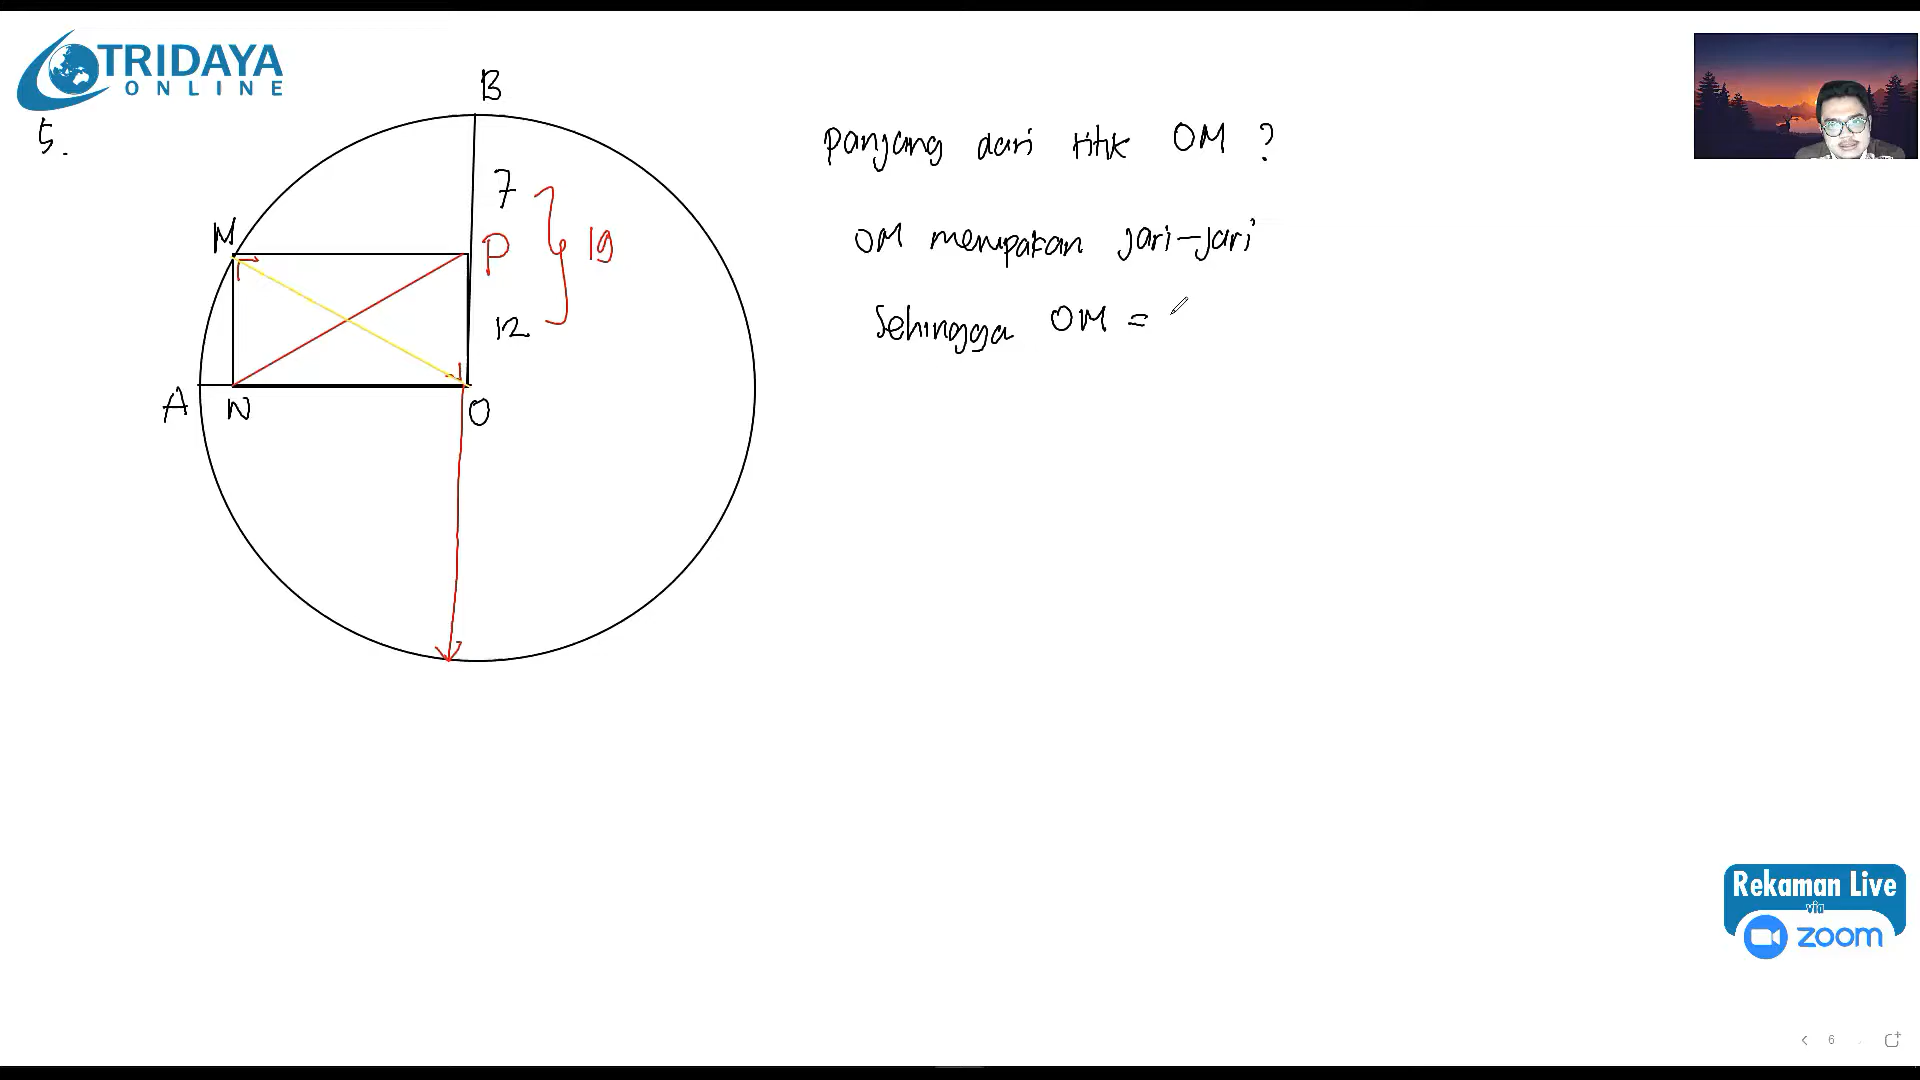 TRIDAYA
ONLINE
5.
B
7
M
P
19
12
A
N
O
Panjang dari titik OM ?
OM merupakan jari-jari
Sehingga OM =
Rekaman Live
via
zoom
6